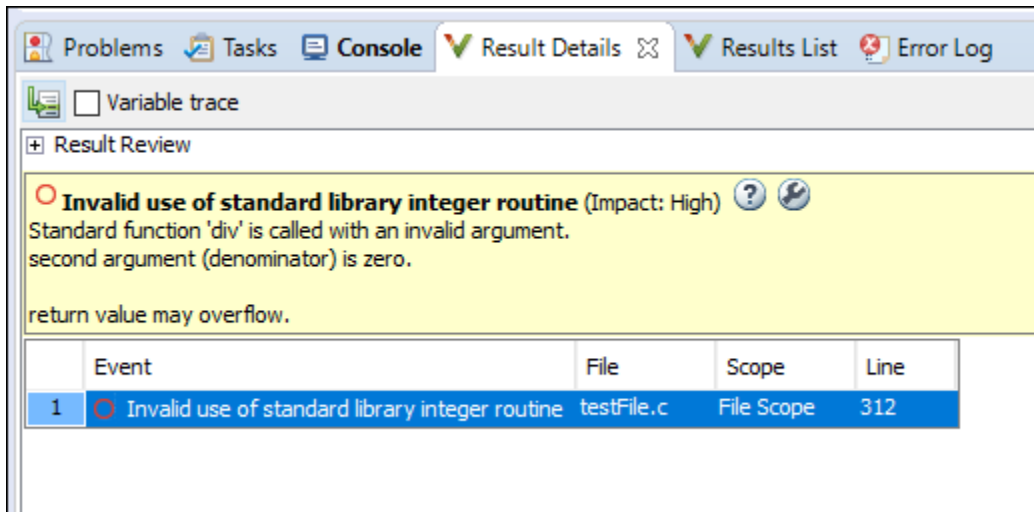 Problems Tasks Console Result Details Results List Error Log
Variable trace
Result Review
Invalid use of standard library integer routine (Impact: High)
Standard function 'div' is called with an invalid argument.
second argument (denominator) is zero.
return value may overflow.
Event File Scope Line
1 Invalid use of standard library integer routine testFile.c File Scope 312